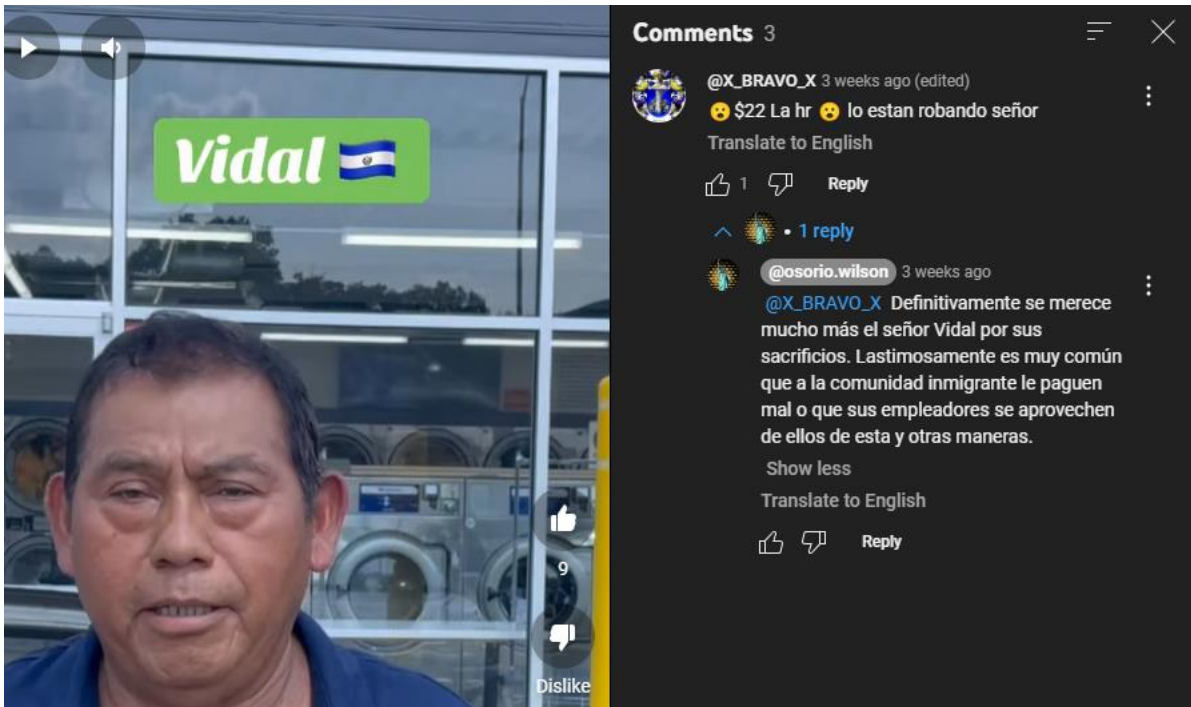 Vidal 🇸🇻
9
Dislike
Comments 3
@X_BRAVO_X 3 weeks ago (edited)
😮 $22 La hr 😮 lo estan robando señor
Translate to English
1 Reply
• 1 reply
@osorio.wilson 3 weeks ago
@X_BRAVO_X Definitivamente se merece
mucho más el señor Vidal por sus
sacrificios. Lastimosamente es muy común
que a la comunidad inmigrante le paguen
mal o que sus empleadores se aprovechen
de ellos de esta y otras maneras.
Show less
Translate to English
Reply